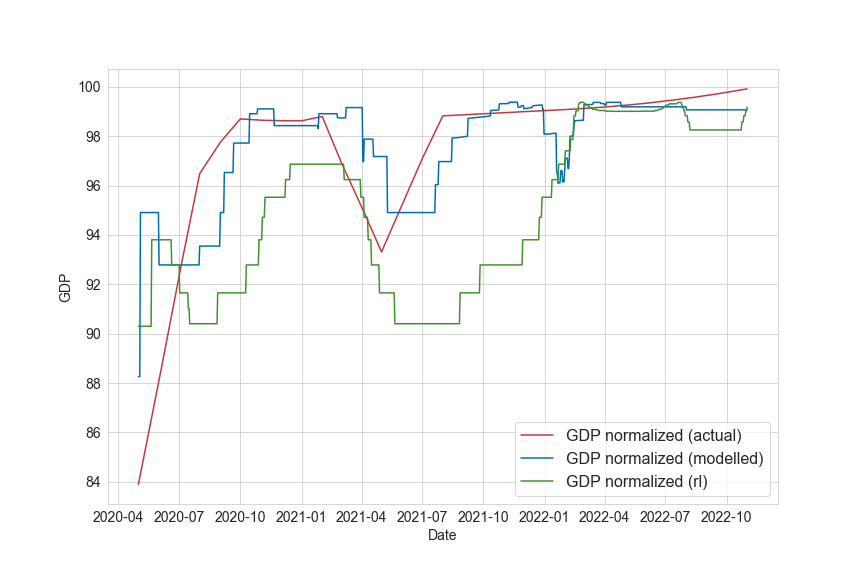 100
98
96
94
92
90
88
86
84
GDP
GDP normalized (actual)
GDP normalized (modelled)
GDP normalized (rl)
2020-04 2020-07 2020-10 2021-01 2021-04 2021-07 2021-10 2022-01 2022-04 2022-07 2022-10
Date